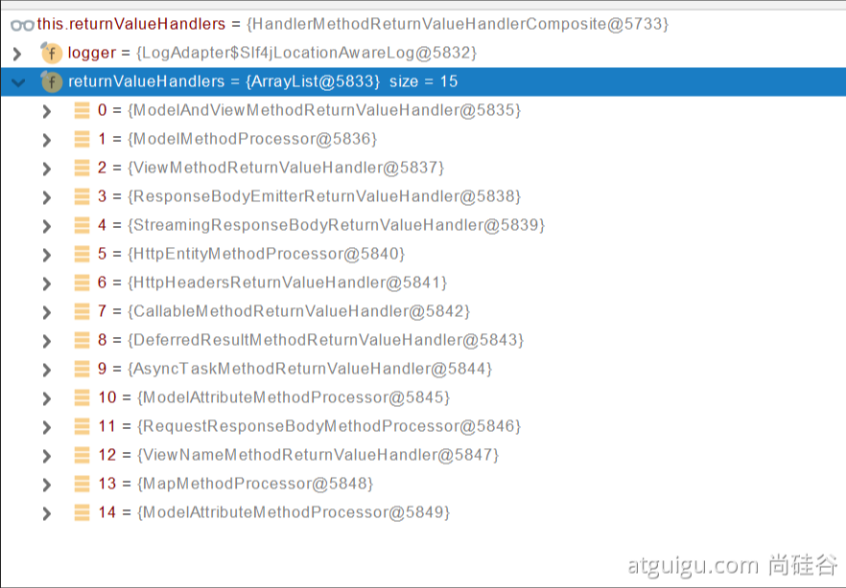 this.returnValueHandlers = {HandlerMethodReturnValueHandlerComposite@5733}
f logger = {LogAdapter$Slf4jLocationAwareLog@5832}
f returnValueHandlers = {ArrayList@5833} size = 15
0 = {ModelAndViewMethodReturnValueHandler@5835}
1 = {ModelMethodProcessor@5836}
2 = {ViewMethodReturnValueHandler@5837}
3 = {ResponseBodyEmitterReturnValueHandler@5838}
4 = {StreamingResponseBodyReturnValueHandler@5839}
5 = {HttpEntityMethodProcessor@5840}
6 = {HttpHeadersReturnValueHandler@5841}
7 = {CallableMethodReturnValueHandler@5842}
8 = {DeferredResultMethodReturnValueHandler@5843}
9 = {AsyncTaskMethodReturnValueHandler@5844}
10 = {ModelAttributeMethodProcessor@5845}
11 = {RequestResponseBodyMethodProcessor@5846}
12 = {ViewNameMethodReturnValueHandler@5847}
13 = {MapMethodProcessor@5848}
14 = {ModelAttributeMethodProcessor@5849}
atguigu.com 尚硅谷